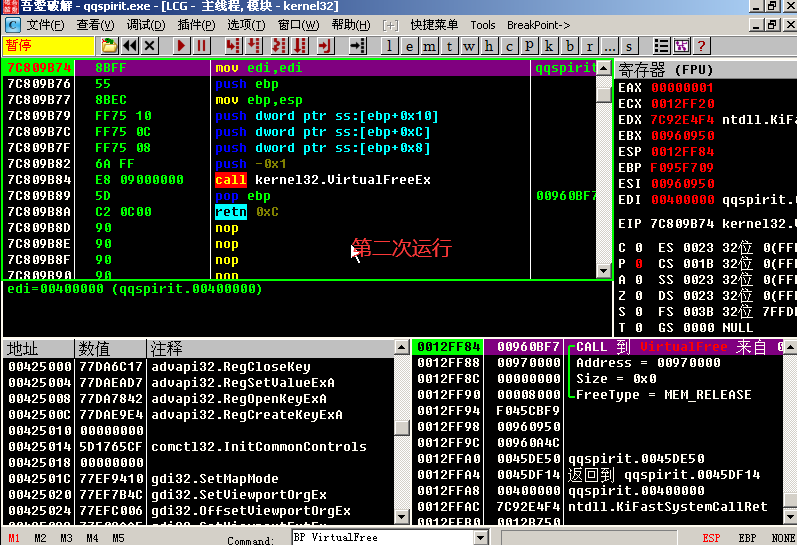 吾爱破解 - qqspirit.exe - [LCG - 主线程, 模块 - kernel32]
文件(F) 查看(V) 调试(D) 插件(P) 选项(T) 窗口(W) 帮助(H) [+] 快捷菜单 Tools BreakPoint->
暂停 l e m t w h c p k b r ... s ?
7C809B74 8BFF mov edi,edi qqspirit
7C809B76 55 push ebp
7C809B77 8BEC mov ebp,esp
7C809B79 FF75 10 push dword ptr ss:[ebp+0x10]
7C809B7C FF75 0C push dword ptr ss:[ebp+0xC]
7C809B7F FF75 08 push dword ptr ss:[ebp+0x8]
7C809B82 6A FF push -0x1
7C809B84 E8 09000000 call kernel32.VirtualFreeEx
7C809B89 5D pop ebp 00960BF7
7C809B8A C2 0C00 retn 0xC
7C809B8D 90 nop
7C809B8E 90 nop
7C809B8F 90 nop
7C809B90 90 nop
第二次运行
edi=00400000 (qqspirit.00400000)
寄存器 (FPU)
EAX 00000001
ECX 0012FF20
EDX 7C92E4F4 ntdll.KiFa
EBX 00960950
ESP 0012FF84
EBP F095F709
ESI 00960950
EDI 00400000 qqspirit.0
EIP 7C809B74 kernel32.V
C 0 ES 0023 32位 0(FFF
P 0 CS 001B 32位 0(FFF
A 0 SS 0023 32位 0(FFF
Z 0 DS 0023 32位 0(FFF
S 0 FS 003B 32位 7FFDF
T 0 GS 0000 NULL
地址 数值 注释
00425000 77DA6C17 advapi32.RegCloseKey
00425004 77DAEAD7 advapi32.RegSetValueExA
00425008 77DA7842 advapi32.RegOpenKeyExA
0042500C 77DAE9E4 advapi32.RegCreateKeyExA
00425010 00000000
00425014 5D1765CF comctl32.InitCommonControls
00425018 00000000
0042501C 77EF9410 gdi32.SetMapMode
00425020 77EF7B4C gdi32.SetViewportOrgEx
00425024 77EFC006 gdi32.OffsetViewportOrgEx
0012FF84 00960BF7 CALL 到 VirtualFree 来自 0
0012FF88 00970000 Address = 00970000
0012FF8C 00000000 Size = 0x0
0012FF90 00008000 FreeType = MEM_RELEASE
0012FF94 F045CBF9
0012FF98 00960950
0012FF9C 00960A4C
0012FFA0 0045DE50 qqspirit.0045DE50
0012FFA4 0045DF14 返回到 qqspirit.0045DF14
0012FFA8 00400000 qqspirit.00400000
0012FFAC 7C92E4F4 ntdll.KiFastSystemCallRet
0012FFB0 0012B750
M1 M2 M3 M4 M5 Command: BP VirtualFree ESP EBP NONE